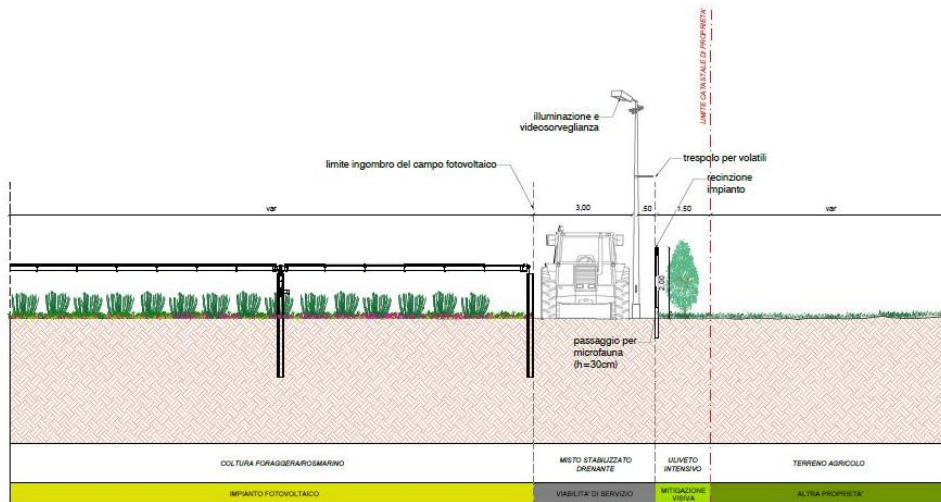 LIMITE CATASTALE DI PROPRIETA'
illuminazione e
videosorveglianza
limite ingombro del campo fotovoltaico
trespolo per volatili
recinzione
impianto
var
3,00
.50
1.50
var
2.00
passaggio per
microfauna
(h=30cm)
COLTURA FORAGGERA/ROSMARINO
MISTO STABILIZZATO
DRENANTE
ULIVETO
INTENSIVO
TERRENO AGRICOLO
IMPIANTO FOTOVOLTAICO
VIABILITA' DI SERVIZIO
MITIGAZIONE
VISIVA
ALTRA PROPRIETA'